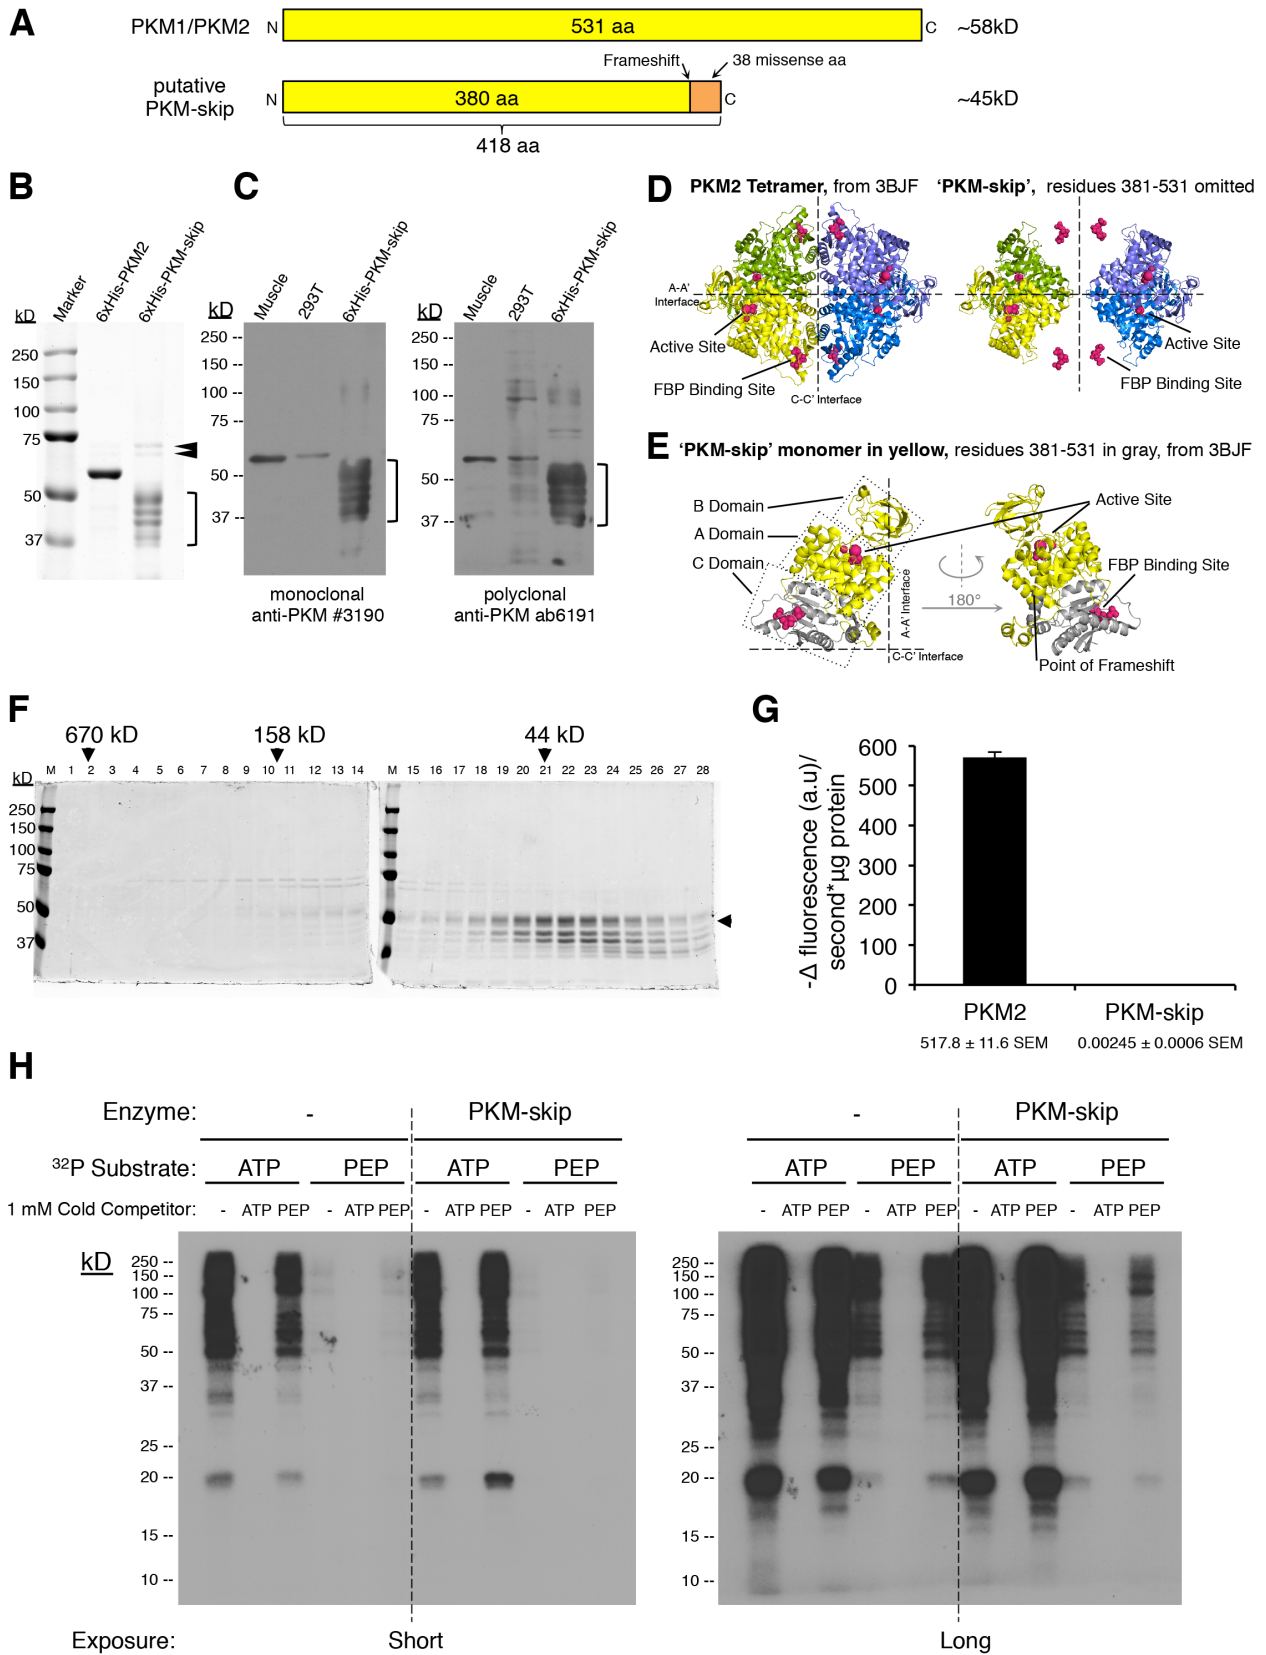 A
PKM1/PKM2
N
531 aa
C
~58kD
Frameshift
38 missense aa
putative
PKM-skip
N
380 aa
C
~45kD
418 aa
B
kD
Marker
6xHis-PKM2
6xHis-PKM-skip
250
150
100
75
50
37
C
kD
Muscle
293T
6xHis-PKM-skip
250 --
150 --
100 --
75 --
50 --
37 --
monoclonal
anti-PKM #3190
kD
Muscle
293T
6xHis-PKM-skip
250 --
150 --
100 --
75 --
50 --
37 --
polyclonal
anti-PKM ab6191
D
PKM2 Tetramer, from 3BJF
‘PKM-skip’, residues 381-531 omitted
A-A’
Interface
Active Site
FBP Binding Site
C-C’ Interface
Active Site
FBP Binding Site
E
‘PKM-skip’ monomer in yellow, residues 381-531 in gray, from 3BJF
B Domain
A Domain
C Domain
Active Site
FBP Binding Site
A-A’ Interface
180°
C-C’ Interface
Point of Frameshift
F
670 kD
158 kD
44 kD
kD
M 1 2 3 4 5 6 7 8 9 10 11 12 13 14
M 15 16 17 18 19 20 21 22 23 24 25 26 27 28
250
150
100
75
50
37
G
-Δ fluorescence (a.u)/
second*µg protein
600
500
400
300
200
100
0
PKM2
PKM-skip
517.8 ± 11.6 SEM
0.00245 ± 0.0006 SEM
H
Enzyme:
-
PKM-skip
-
PKM-skip
32P Substrate:
ATP
PEP
ATP
PEP
ATP
PEP
ATP
PEP
1 mM Cold Competitor:
- ATP PEP - ATP PEP - ATP PEP - ATP PEP
- ATP PEP - ATP PEP - ATP PEP - ATP PEP
kD
250 --
150 --
100 --
75 --
50 --
37 --
25 --
20 --
15 --
10 --
250 --
150 --
100 --
75 --
50 --
37 --
25 --
20 --
15 --
10 --
Exposure:
Short
Long